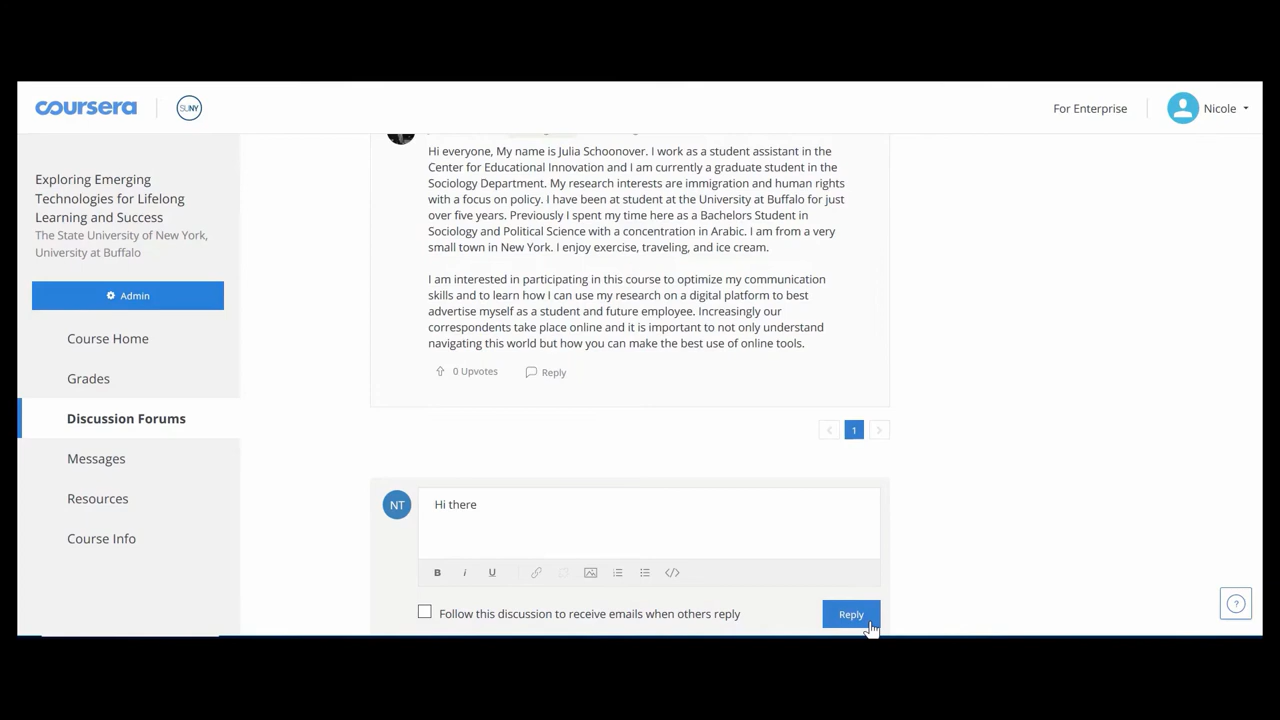 coursera
SUNY
For Enterprise
Nicole
Exploring Emerging
Technologies for Lifelong
Learning and Success
The State University of New York,
University at Buffalo
Admin
Course Home
Grades
Discussion Forums
Messages
Resources
Course Info
Hi everyone, My name is Julia Schoonover. I work as a student assistant in the
Center for Educational Innovation and I am currently a graduate student in the
Sociology Department. My research interests are immigration and human rights
with a focus on policy. I have been at student at the University at Buffalo for just
over five years. Previously I spent my time here as a Bachelors Student in
Sociology and Political Science with a concentration in Arabic. I am from a very
small town in New York. I enjoy exercise, traveling, and ice cream.
I am interested in participating in this course to optimize my communication
skills and to learn how I can use my research on a digital platform to best
advertise myself as a student and future employee. Increasingly our
correspondents take place online and it is important to not only understand
navigating this world but how you can make the best use of online tools.
0 Upvotes
Reply
1
NT
Hi there
B i U
Follow this discussion to receive emails when others reply
Reply
?